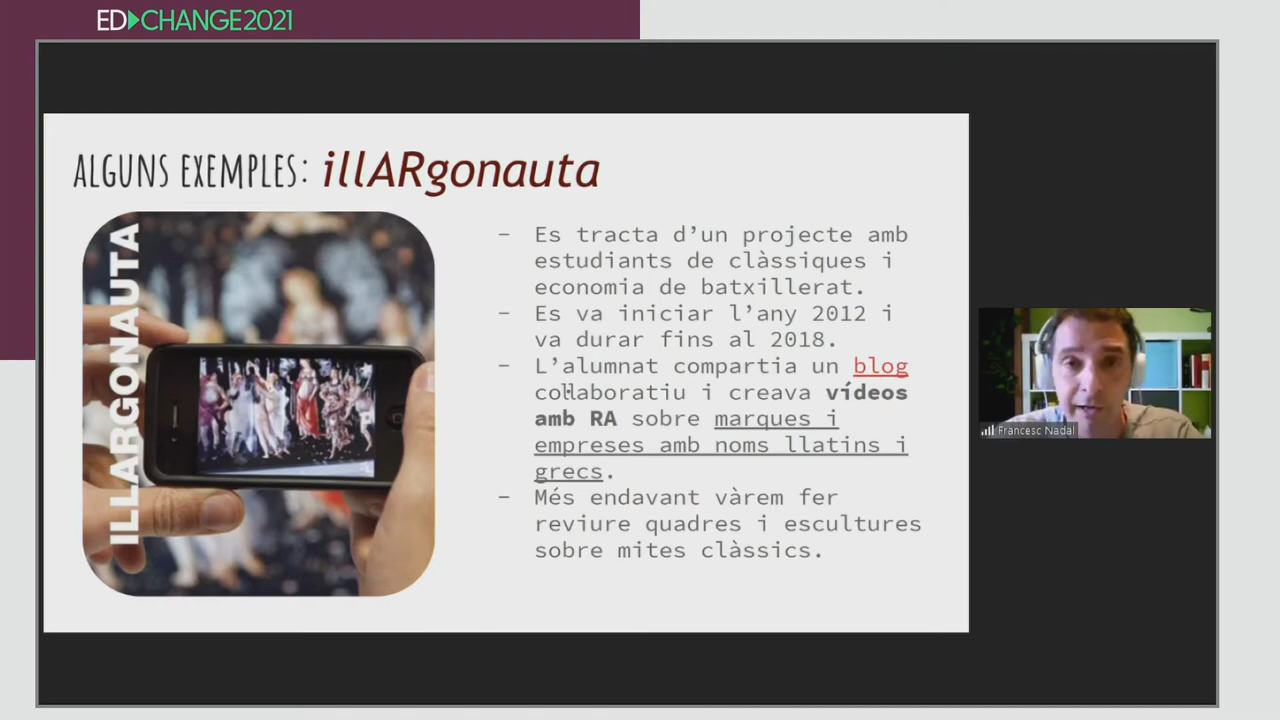 ED CHANGE2021
ALGUNS EXEMPLES: illARgonauta
ILLARGONAUTA
- Es tracta d’un projecte amb
estudiants de clàssiques i
economia de batxillerat.
- Es va iniciar l’any 2012 i
va durar fins al 2018.
- L’alumnat compartia un blog
col·laboratiu i creava vídeos
amb RA sobre marques i
empreses amb noms llatins i
grecs.
- Més endavant vàrem fer
reviure quadres i escultures
sobre mites clàssics.
Francesc Nadal